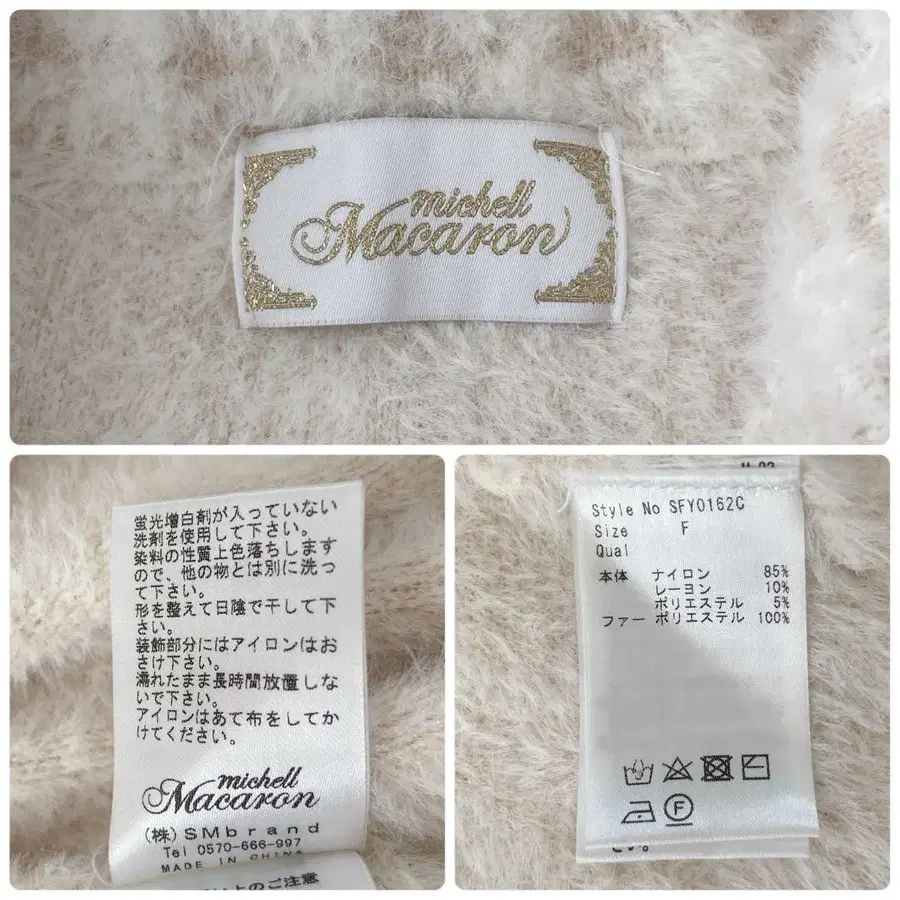 michell
Macaron
蛍光増白剤が入っていない
洗剤を使用して下さい。
染料の性質上色落ちします
ので、他の物とは別に洗っ
て下さい。
形を整えて日陰で干して下
さい。
装飾部分にはアイロンはお
さけ下さい。
濡れたまま長時間放置しな
いで下さい。
アイロンはあて布をしてか
けてください。
michell
Macaron
(株)SMbrand
Tel 0570-666-997
MADE IN CHINA
上のご注意
Style No SFY0162C
Size F
Qual
本体 ナイロン 85%
レーヨン 10%
ポリエステル 5%
ファー ポリエステル 100%
F
さい。